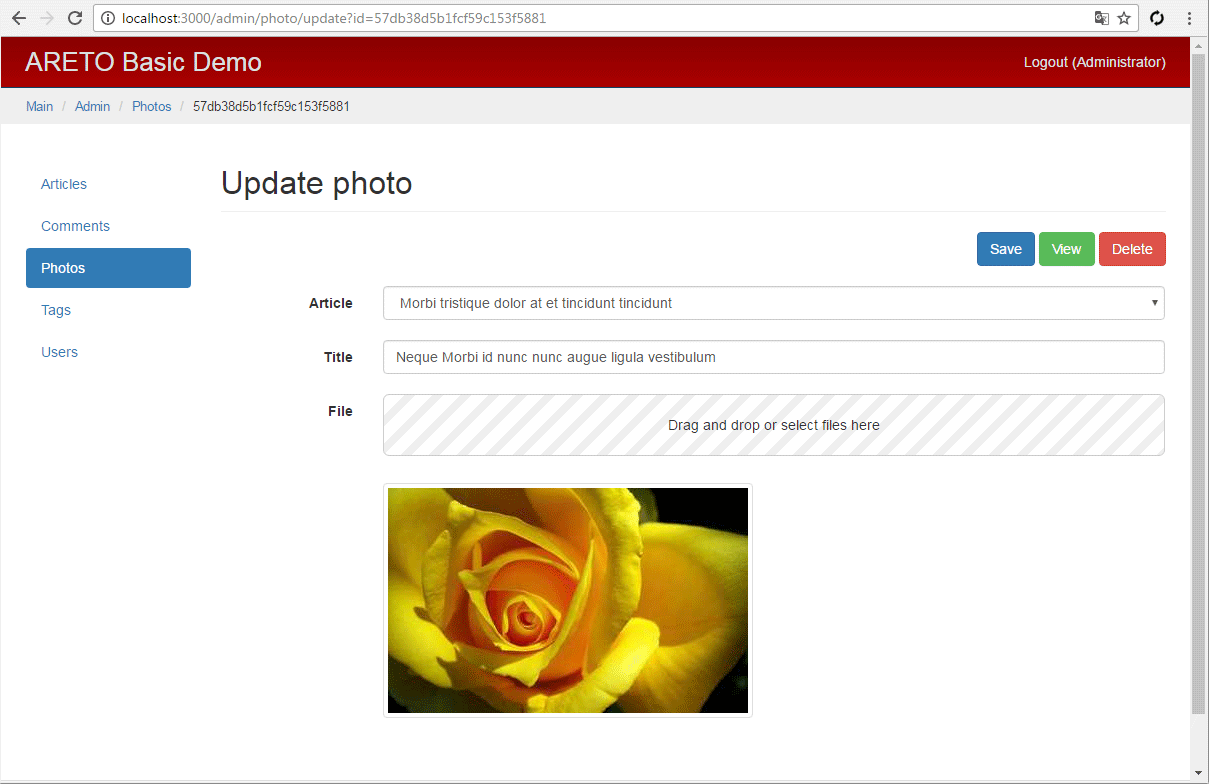 localhost:3000/admin/photo/update?id=57db38d5b1fcf59c153f5881
ARETO Basic Demo
Logout (Administrator)
Main / Admin / Photos / 57db38d5b1fcf59c153f5881
Articles
Comments
Photos
Tags
Users
Update photo
Save View Delete
Article
Morbi tristique dolor at et tincidunt tincidunt
Title
Neque Morbi id nunc nunc augue ligula vestibulum
File
Drag and drop or select files here